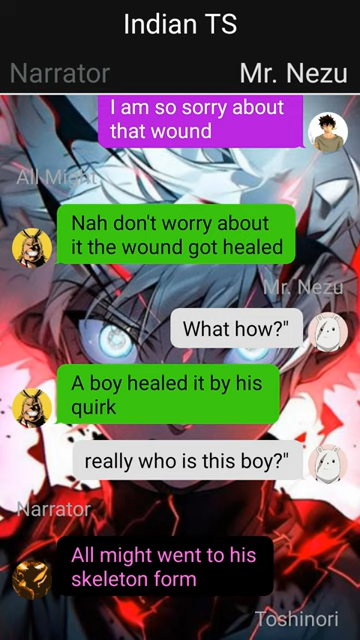 Indian TS
Narrator
Mr. Nezu
I am so sorry about
that wound
All Might
Nah don't worry about
it the wound got healed
Mr. Nezu
What how?"
A boy healed it by his
quirk
really who is this boy?"
Narrator
All might went to his
skeleton form
Toshinori